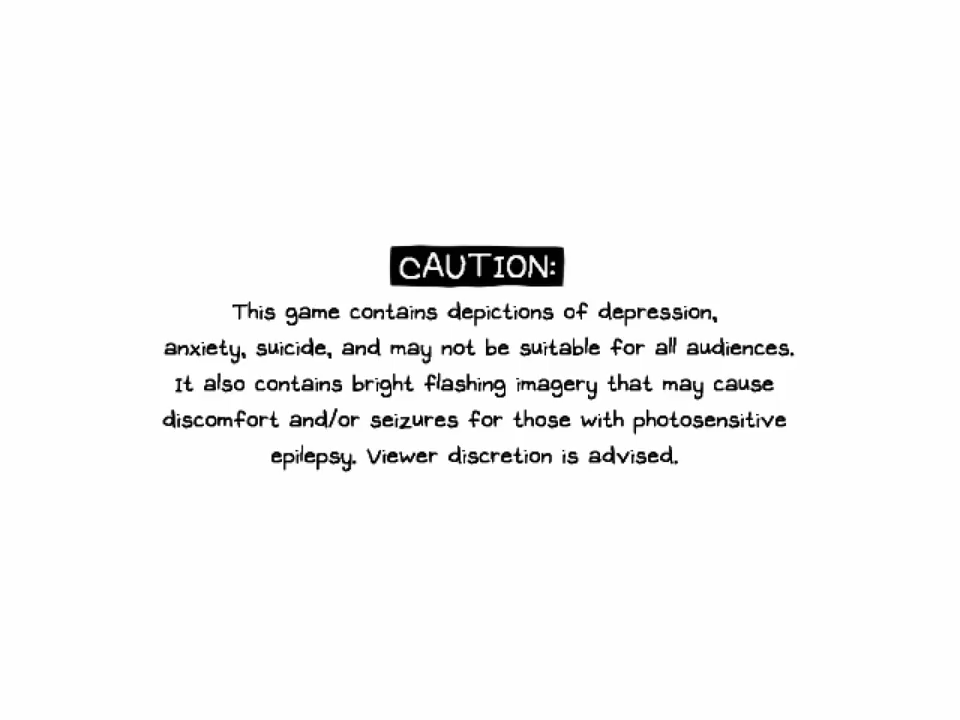 CAUTION:
This game contains depictions of depression,
anxiety, suicide, and may not be suitable for all audiences.
It also contains bright flashing imagery that may cause
discomfort and/or seizures for those with photosensitive
epilepsy. Viewer discretion is advised.